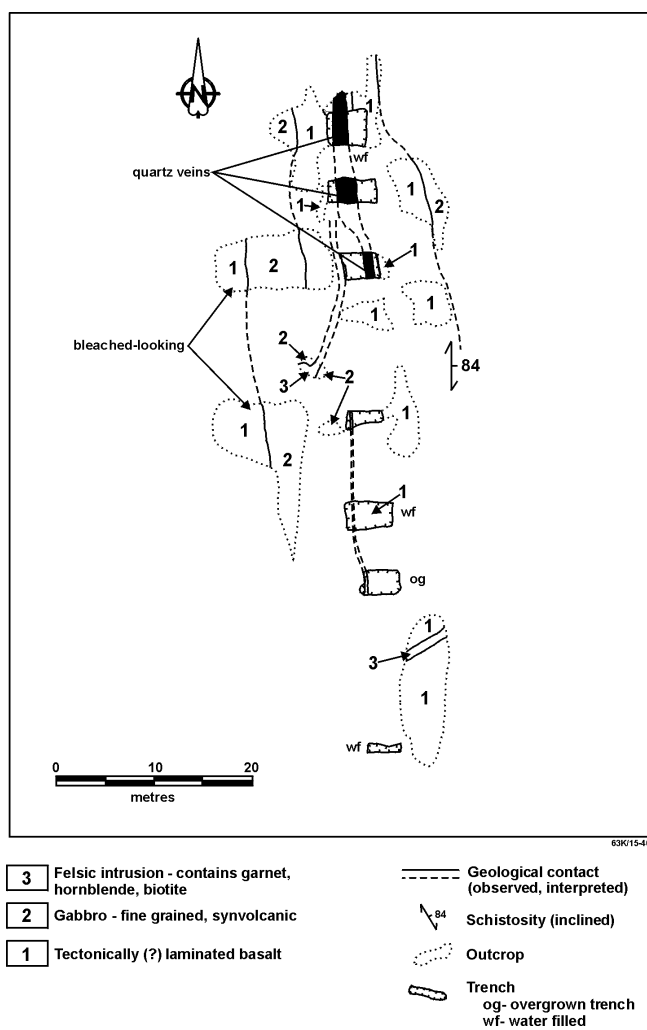 N
1
2
1
wf
quartz veins
1
2
1
1
1
2
1
1
1
bleached-looking
2
84
3
2
1
1
2
1
wf
og
1
3
1
wf
0 10 20
metres
63K/15-4
3 Felsic intrusion - contains garnet,
hornblende, biotite
2 Gabbro - fine grained, synvolcanic
1 Tectonically (?) laminated basalt
Geological contact
(observed, interpreted)
84 Schistosity (inclined)
Outcrop
Trench
og- overgrown trench
wf- water filled